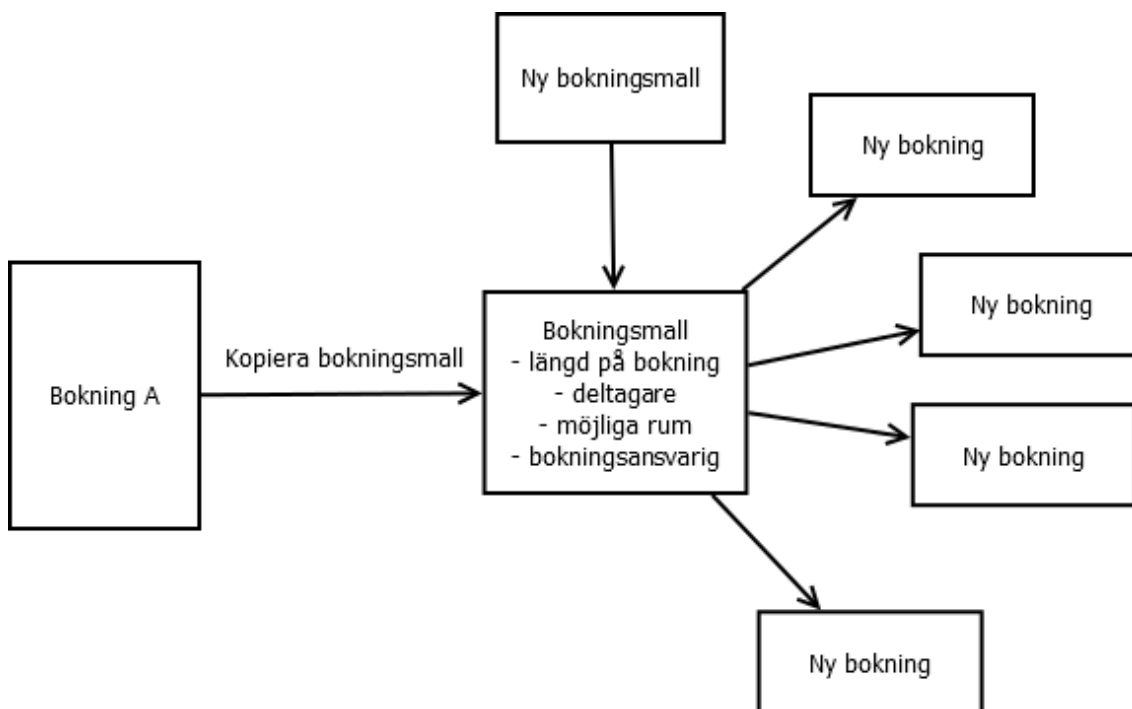 Ny bokningsmall
Ny bokning
Ny bokning
Bokningsmall
- längd på bokning
- deltagare
- möjliga rum
- bokningsansvarig
Kopiera bokningsmall
Bokning A
Ny bokning
Ny bokning